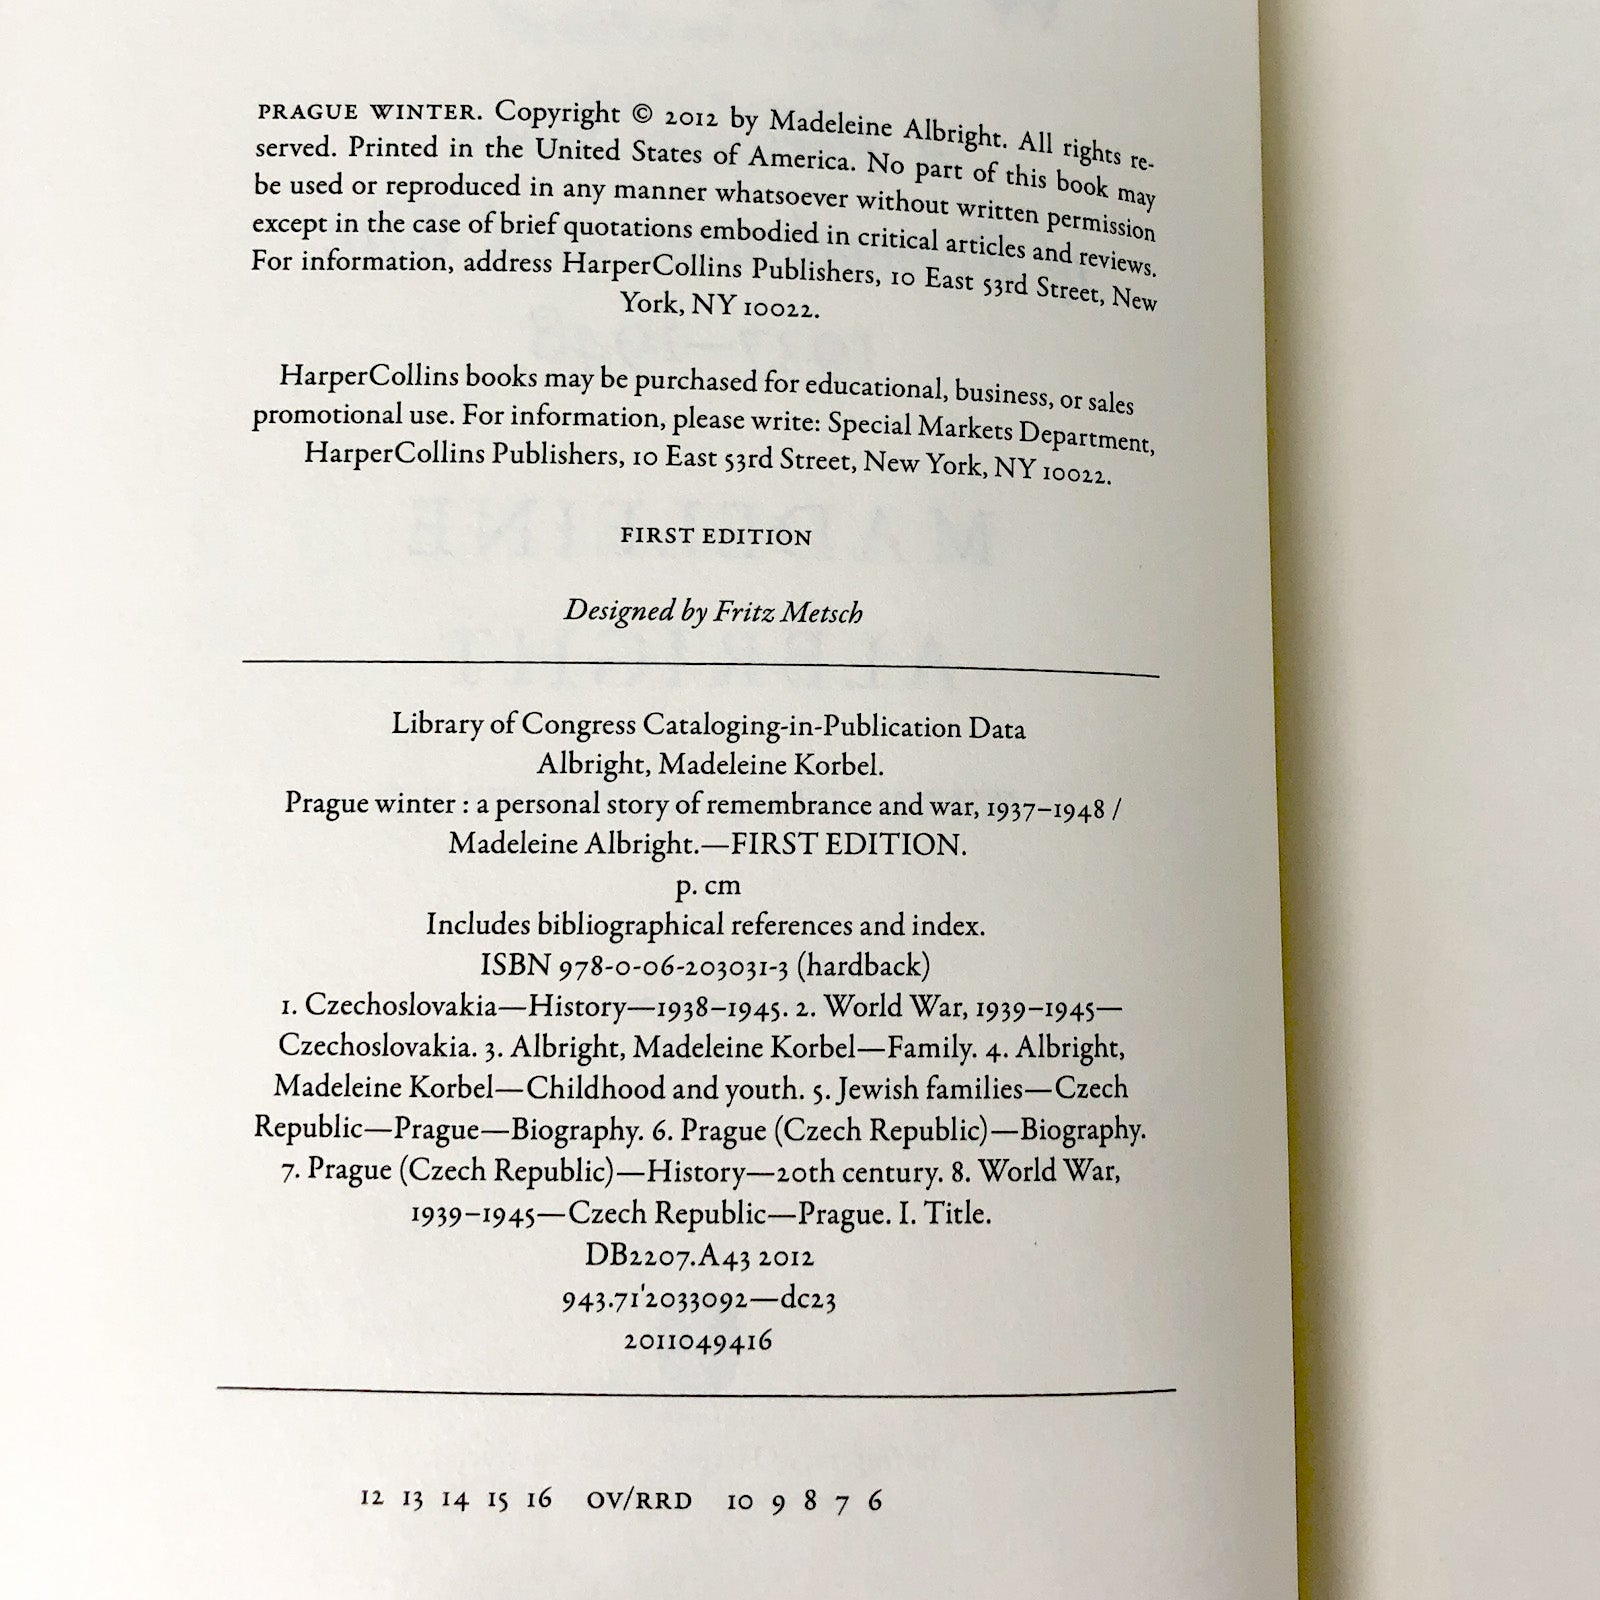 PRAGUE WINTER. Copyright © 2012 by Madeleine Albright. All rights re-
served. Printed in the United States of America. No part of this book may
be used or reproduced in any manner whatsoever without written permission
except in the case of brief quotations embodied in critical articles and reviews.
For information, address HarperCollins Publishers, 10 East 53rd Street, New
York, NY 10022.
HarperCollins books may be purchased for educational, business, or sales
promotional use. For information, please write: Special Markets Department,
HarperCollins Publishers, 10 East 53rd Street, New York, NY 10022.
FIRST EDITION
Designed by Fritz Metsch
Library of Congress Cataloging-in-Publication Data
Albright, Madeleine Korbel.
Prague winter : a personal story of remembrance and war, 1937–1948 /
Madeleine Albright.—FIRST EDITION.
p. cm
Includes bibliographical references and index.
ISBN 978-0-06-203031-3 (hardback)
1. Czechoslovakia—History—1938–1945. 2. World War, 1939–1945—
Czechoslovakia. 3. Albright, Madeleine Korbel—Family. 4. Albright,
Madeleine Korbel—Childhood and youth. 5. Jewish families—Czech
Republic—Prague—Biography. 6. Prague (Czech Republic)—Biography.
7. Prague (Czech Republic)—History—20th century. 8. World War,
1939–1945—Czech Republic—Prague. I. Title.
DB2207.A43 2012
943.71'2033092—dc23
2011049416
12 13 14 15 16 OV/RRD 10 9 8 7 6